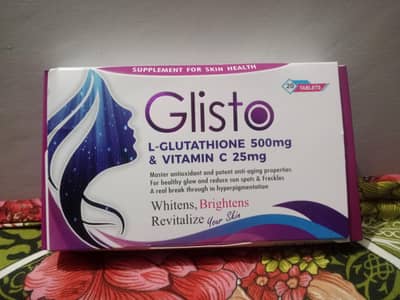 SUPPLEMENT FOR SKIN HEALTH
20 TABLETS
Glisto
L-GLUTATHIONE 500mg
& VITAMIN C 25mg
Master antioxidant and potent anti-aging properties
For healthy glow and reduce sun spots & Freckles
A real break through in hyperpigmentation
Whitens, Brightens
Revitalize Your Skin